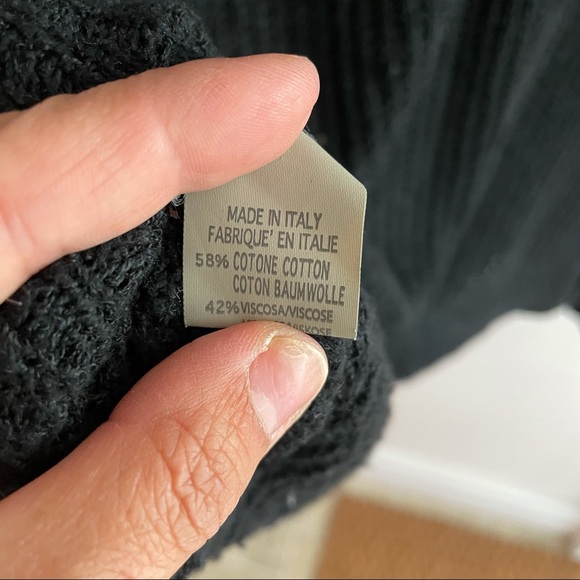 MADE IN ITALY
FABRIQUE' EN ITALIE
58% COTONE COTTON
COTON BAUMWOLLE
42% VISCOSA/VISCOSE